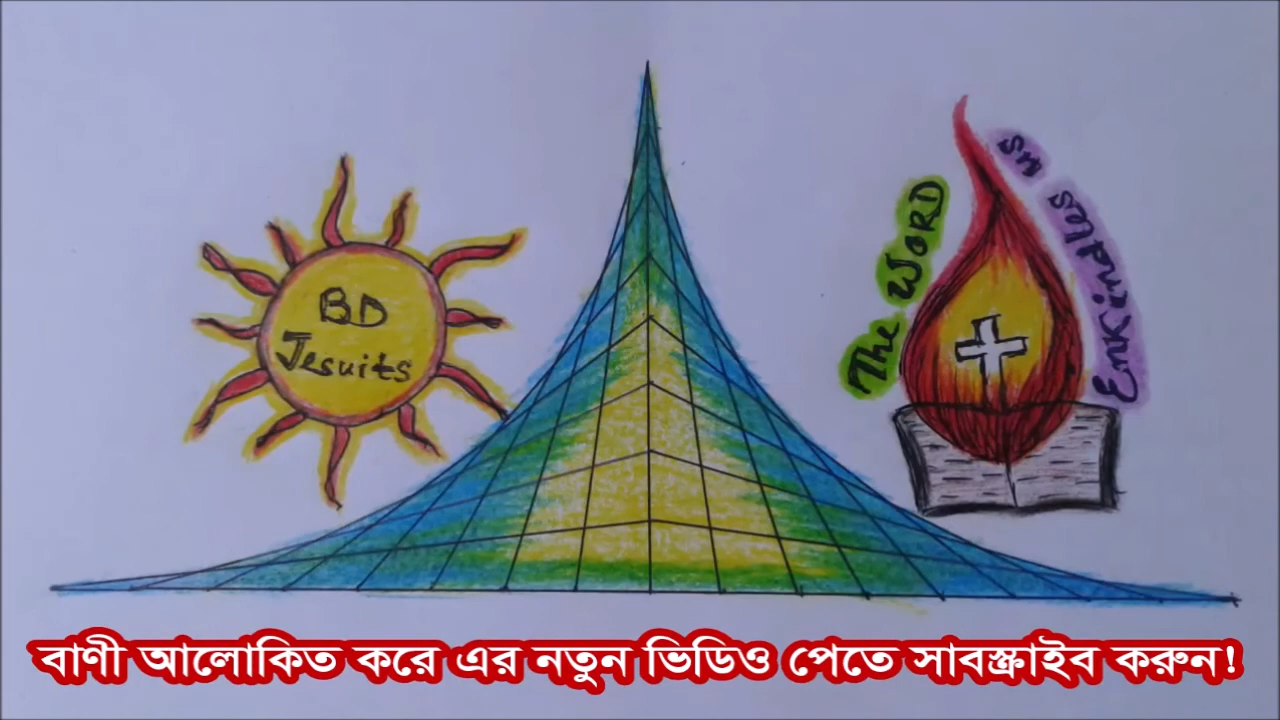 BD
Jesuits
The WORD
Enkindles us
বাণী আলোকিত করে এর নতুন ভিডিও পেতে সাবস্ক্রাইব করুন!